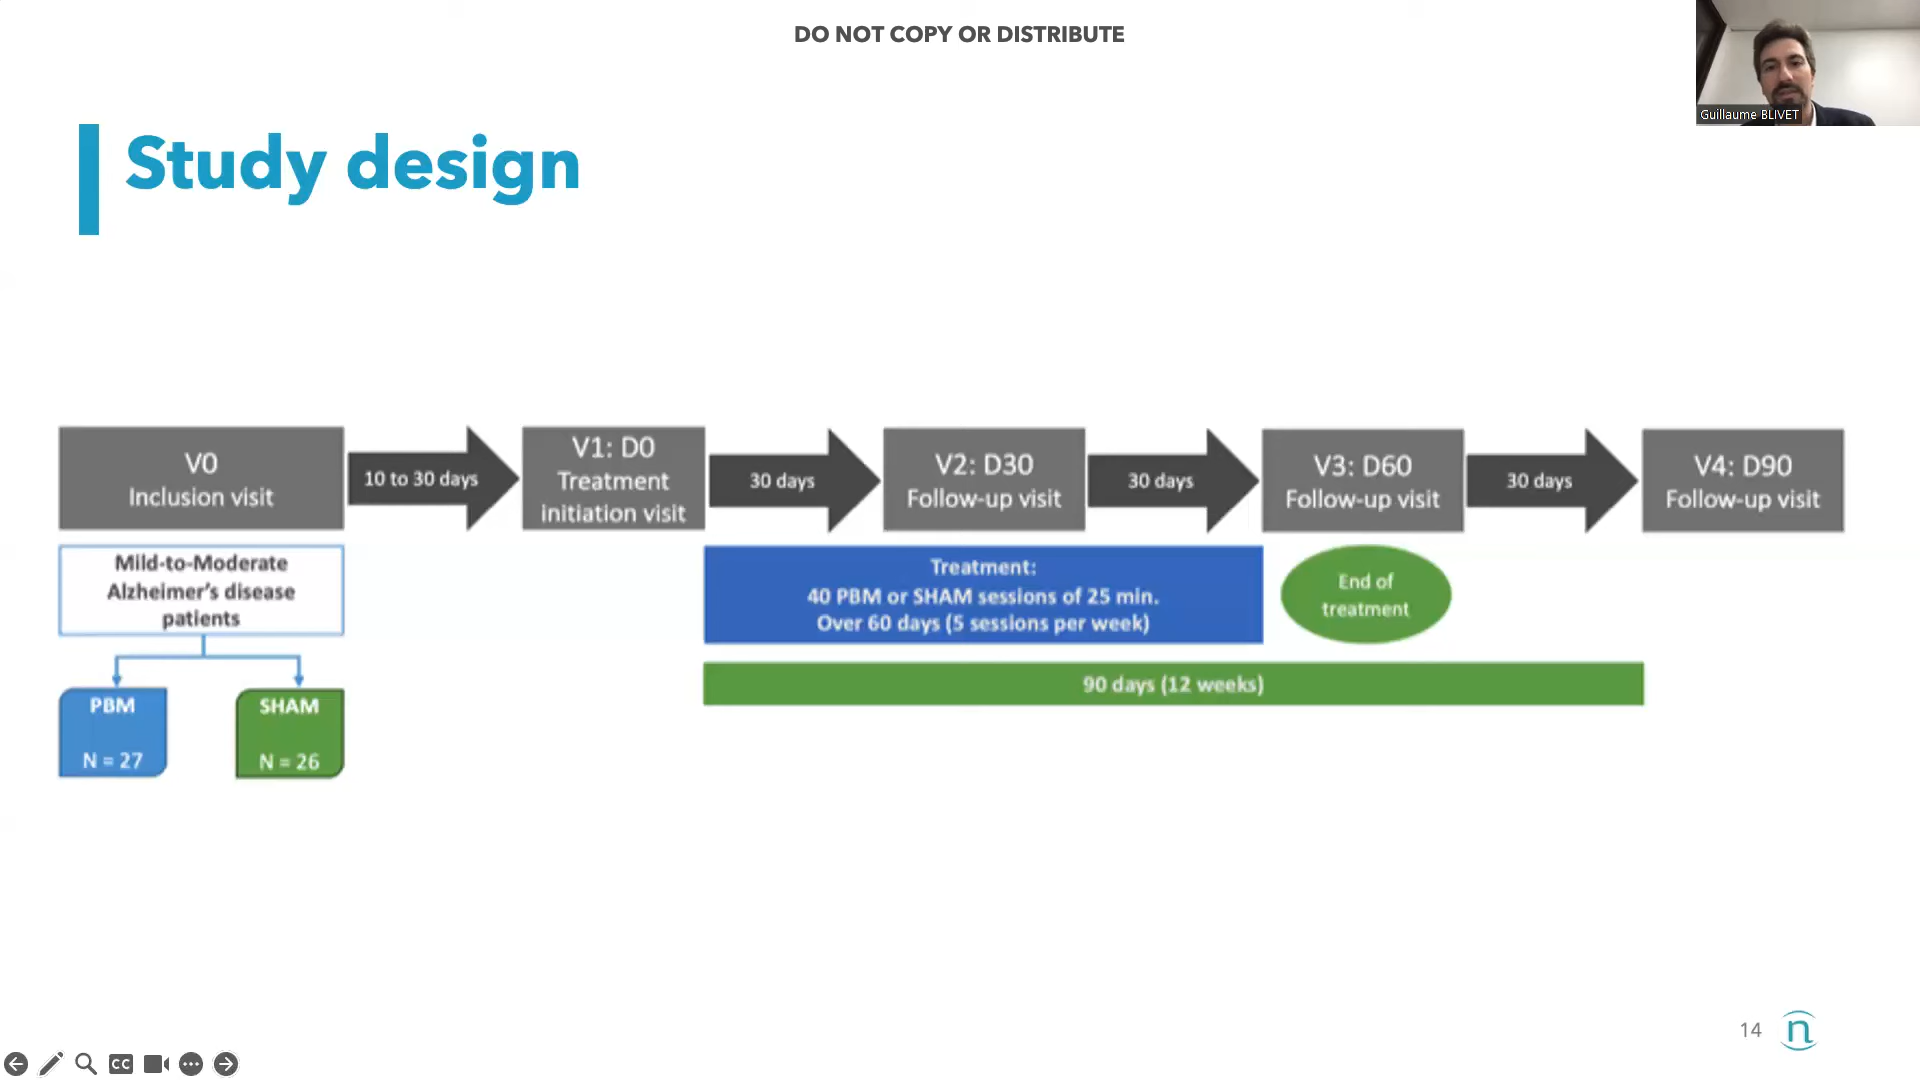 DO NOT COPY OR DISTRIBUTE
Guillaume BLIVET
Study design
V0
Inclusion visit
10 to 30 days
V1: D0
Treatment
initiation visit
30 days
V2: D30
Follow-up visit
30 days
V3: D60
Follow-up visit
30 days
V4: D90
Follow-up visit
Mild-to-Moderate
Alzheimer's disease
patients
PBM
N = 27
SHAM
N = 26
Treatment:
40 PBM or SHAM sessions of 25 min.
Over 60 days (5 sessions per week)
End of
treatment
90 days (12 weeks)
14
n
CC